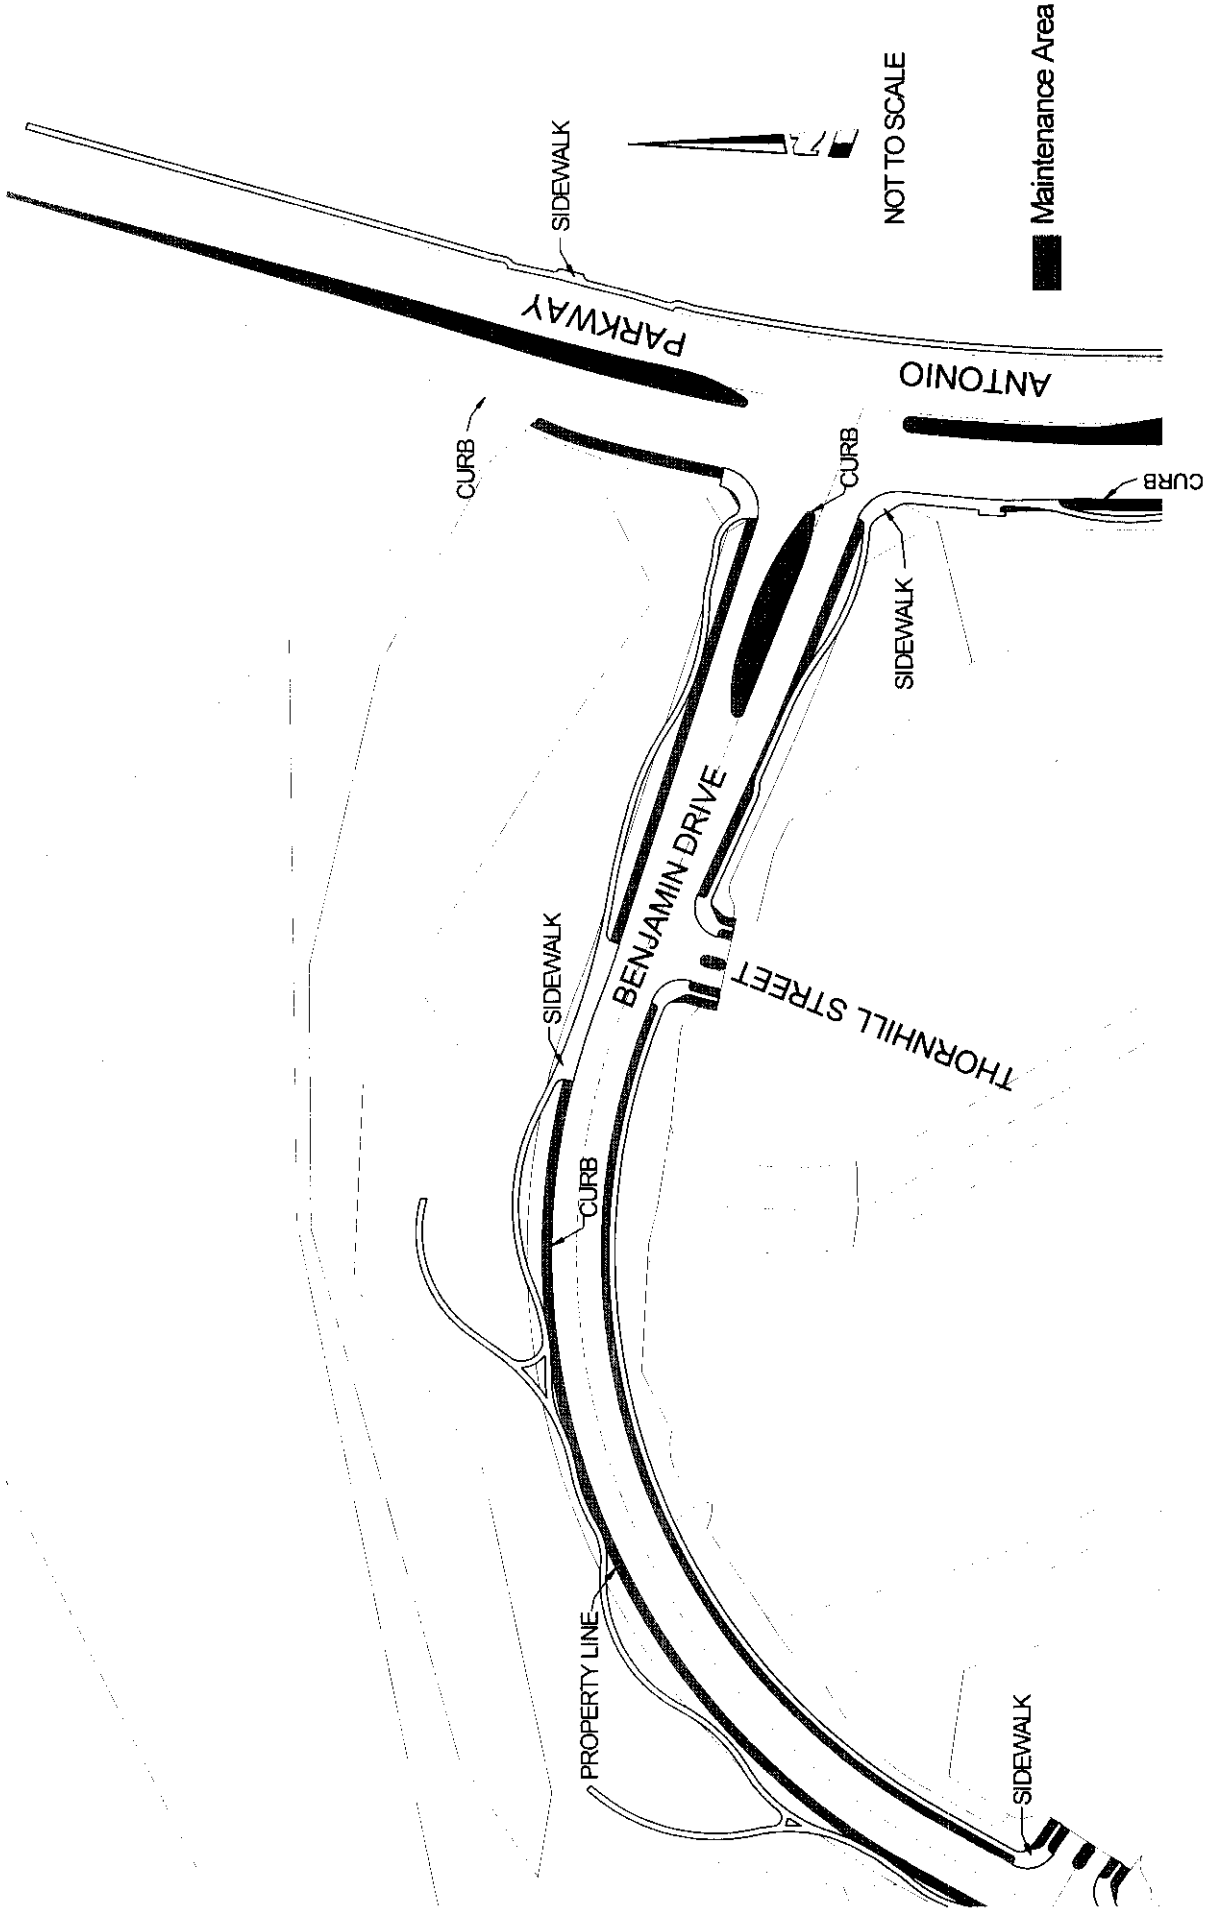 SIDEWALK
NOT TO SCALE
Maintenance Area
PARKWAY
ANTONIO
CURB
CURB
CURB
SIDEWALK
BENJAMIN DRIVE
SIDEWALK
THORNHILL STREET
CURB
PROPERTY LINE
SIDEWALK